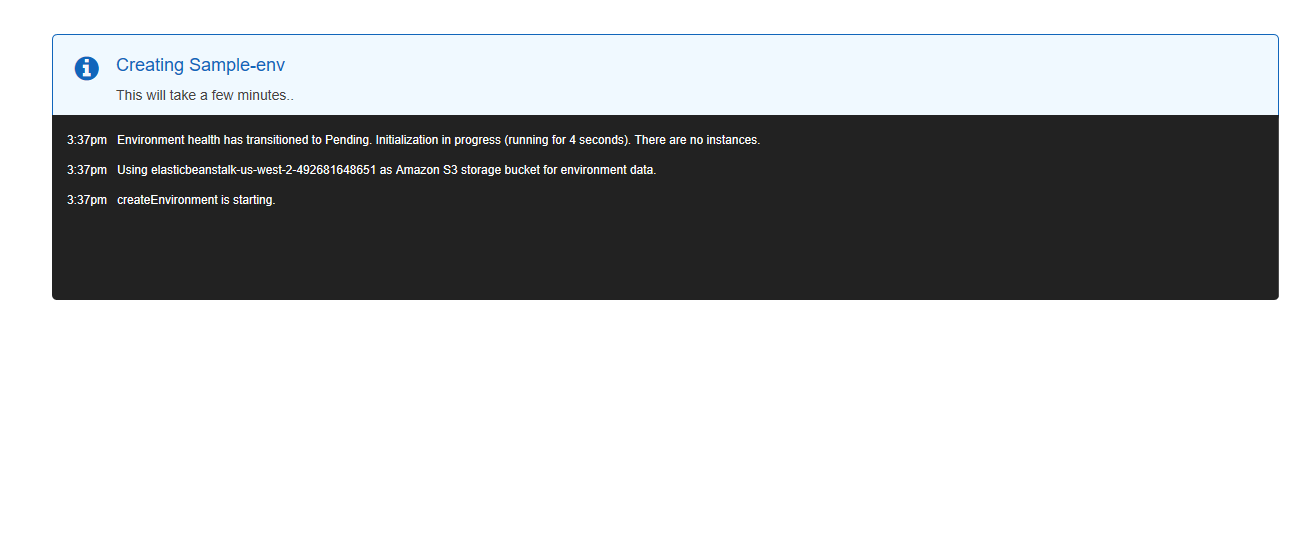 Creating Sample-env
This will take a few minutes..
3:37pm Environment health has transitioned to Pending. Initialization in progress (running for 4 seconds). There are no instances.
3:37pm Using elasticbeanstalk-us-west-2-492681648651 as Amazon S3 storage bucket for environment data.
3:37pm createEnvironment is starting.